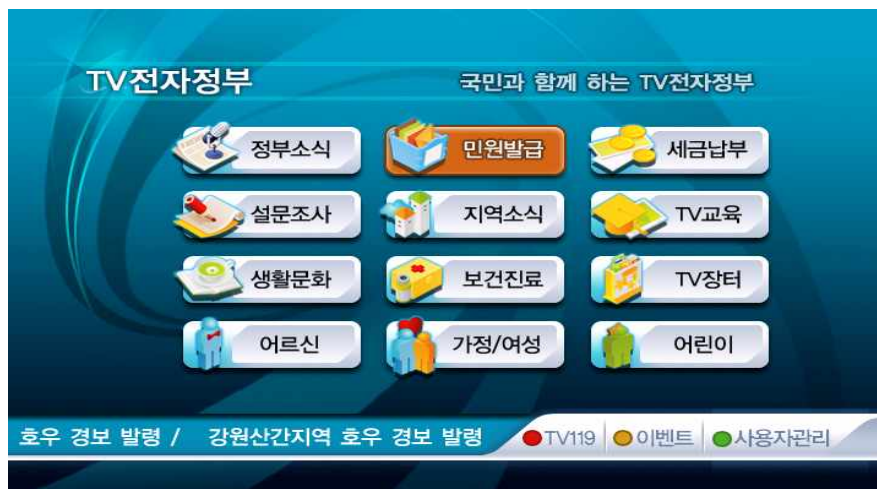 TV전자정부
국민과 함께 하는 TV전자정부
정부소식
민원발급
세금납부
설문조사
지역소식
TV교육
생활문화
보건진료
TV장터
어르신
가정/여성
어린이
호우 경보 발령 / 강원산간지역 호우 경보 발령
TV119
이벤트
사용자관리